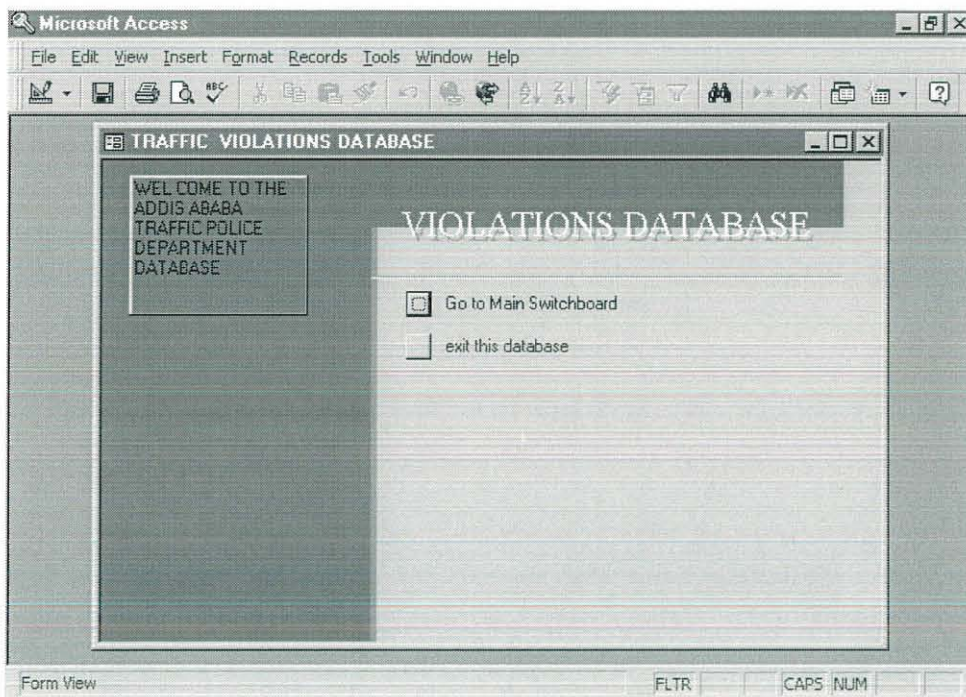 Microsoft Access
File Edit View Insert Format Records Tools Window Help
ABC
TRAFFIC VIOLATIONS DATABASE
WEL COME TO THE
ADDIS ABABA
TRAFFIC POLICE
DEPARTMENT
DATABASE
VIOLATIONS DATABASE
Go to Main Switchboard
exit this database
Form View FLTR CAPS NUM